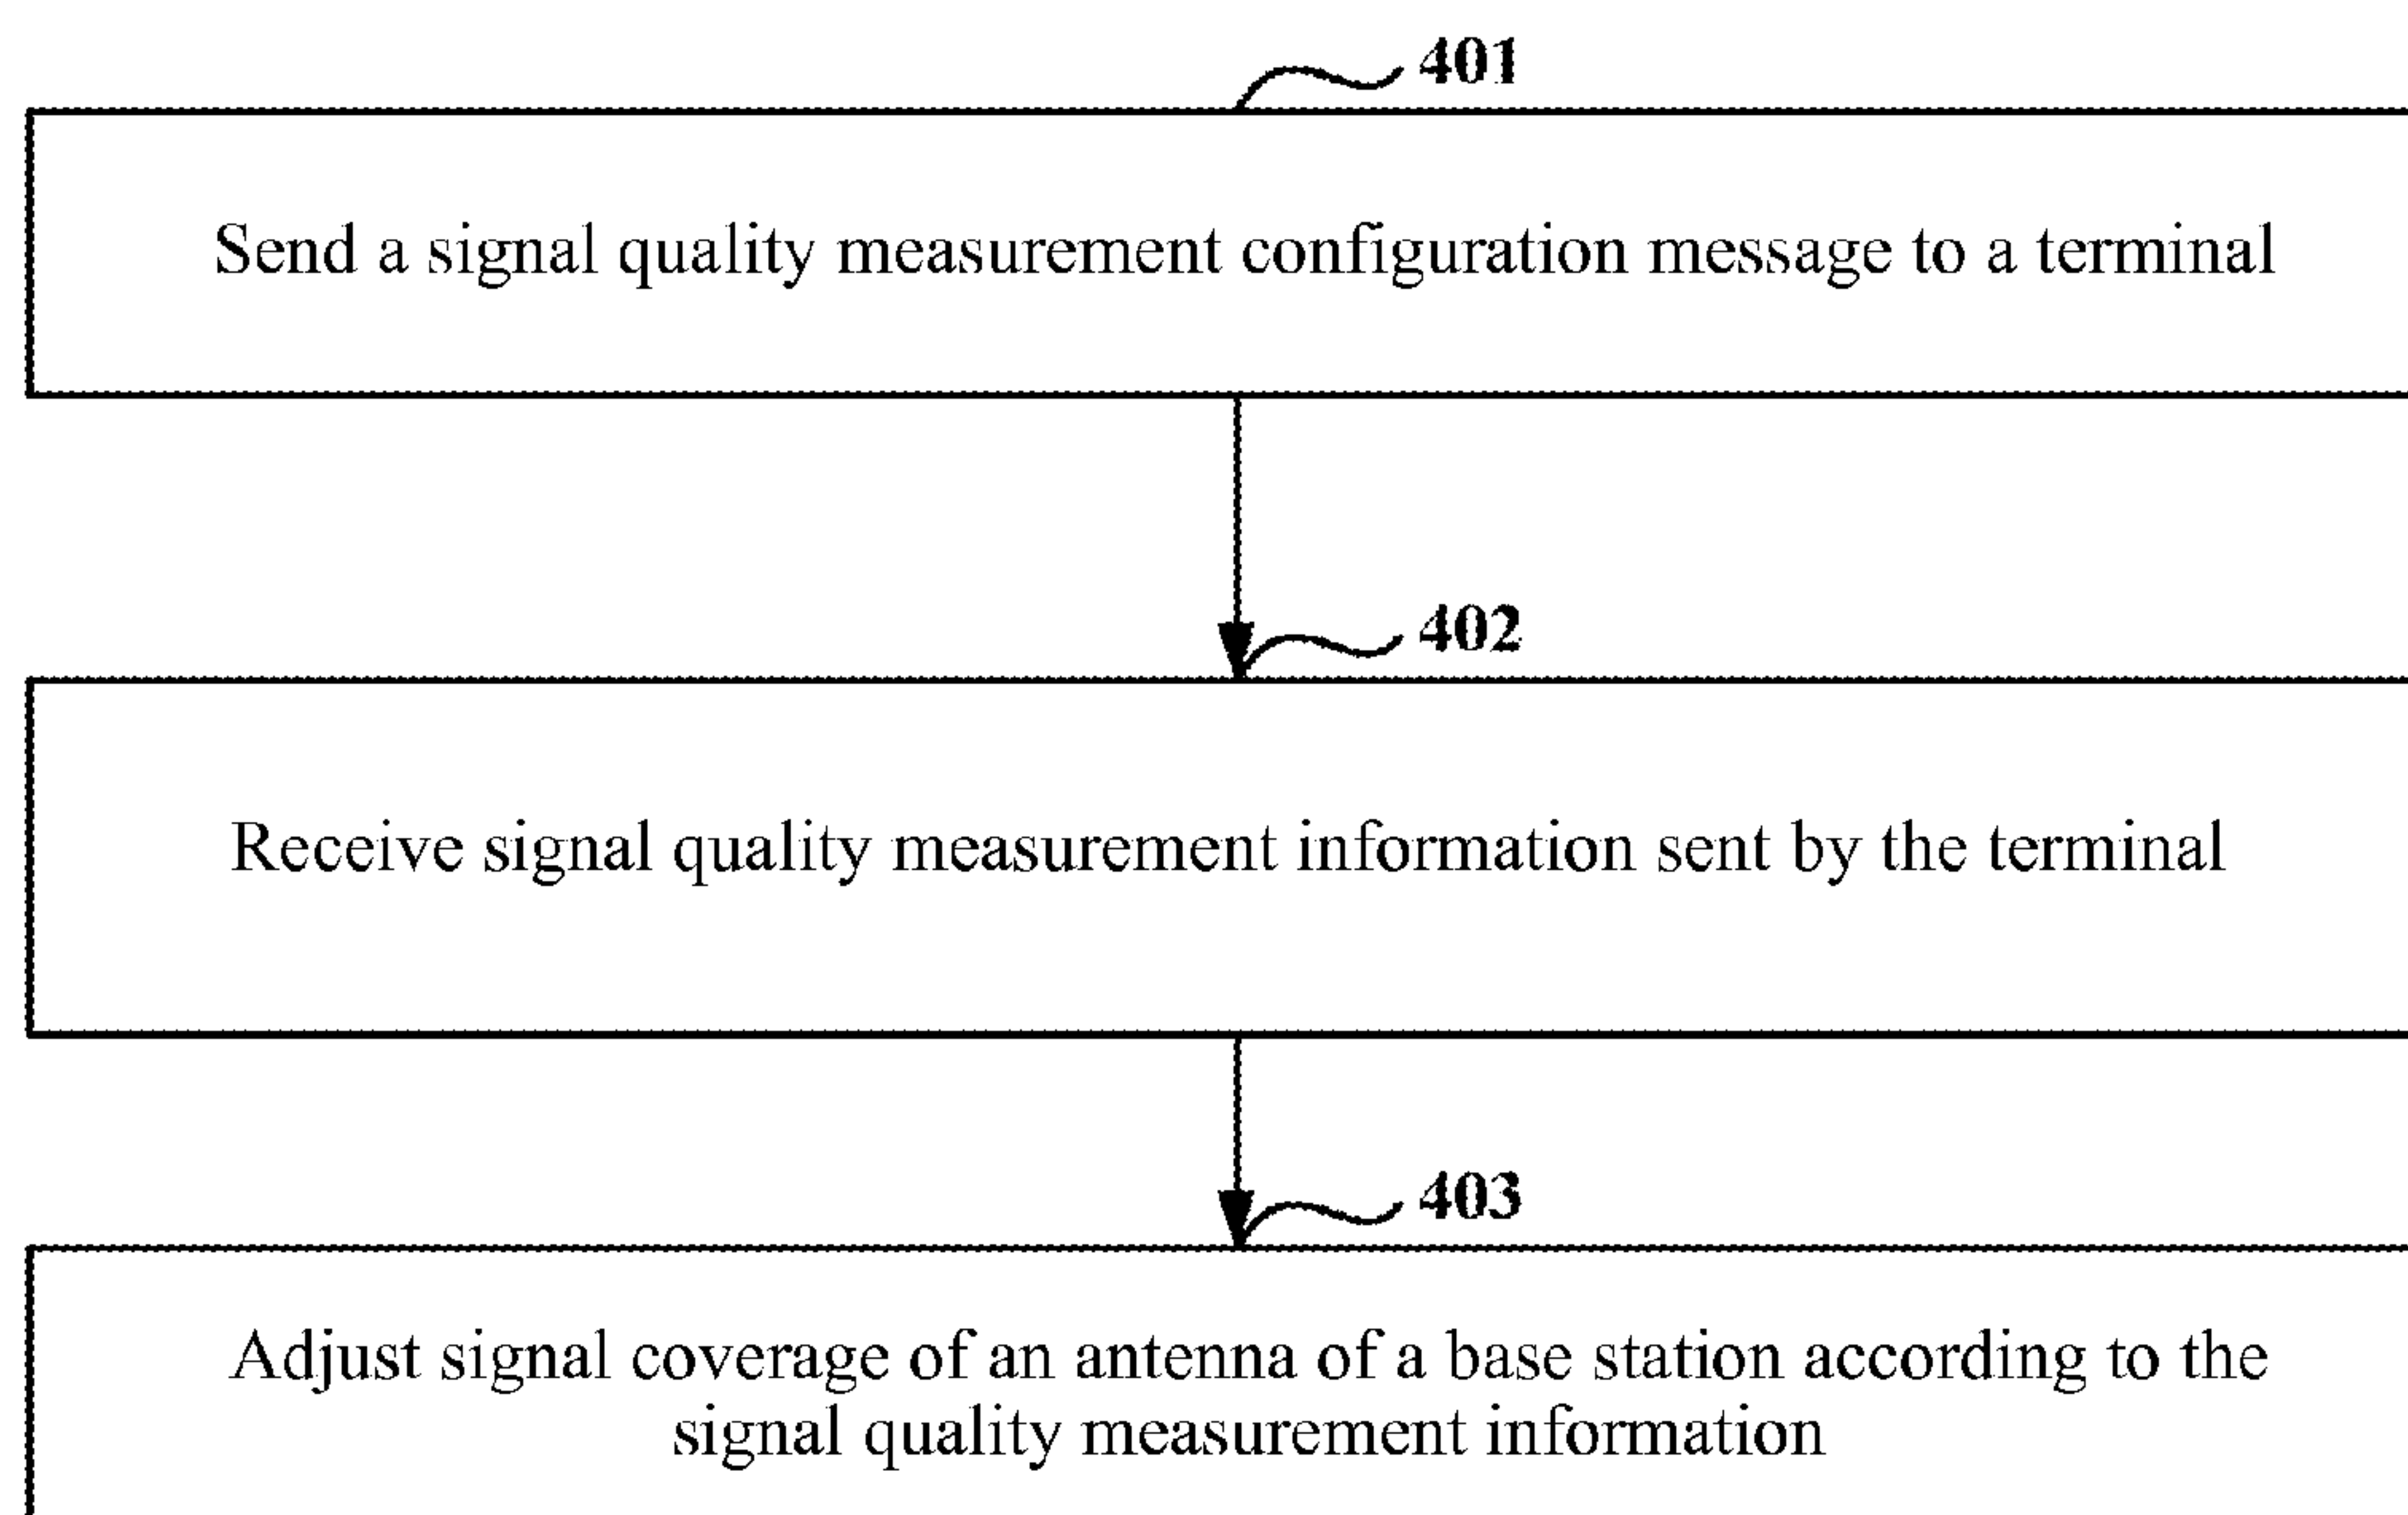 401
Send a signal quality measurement configuration message to a terminal
402
Receive signal quality measurement information sent by the terminal
403
Adjust signal coverage of an antenna of a base station according to the
signal quality measurement information